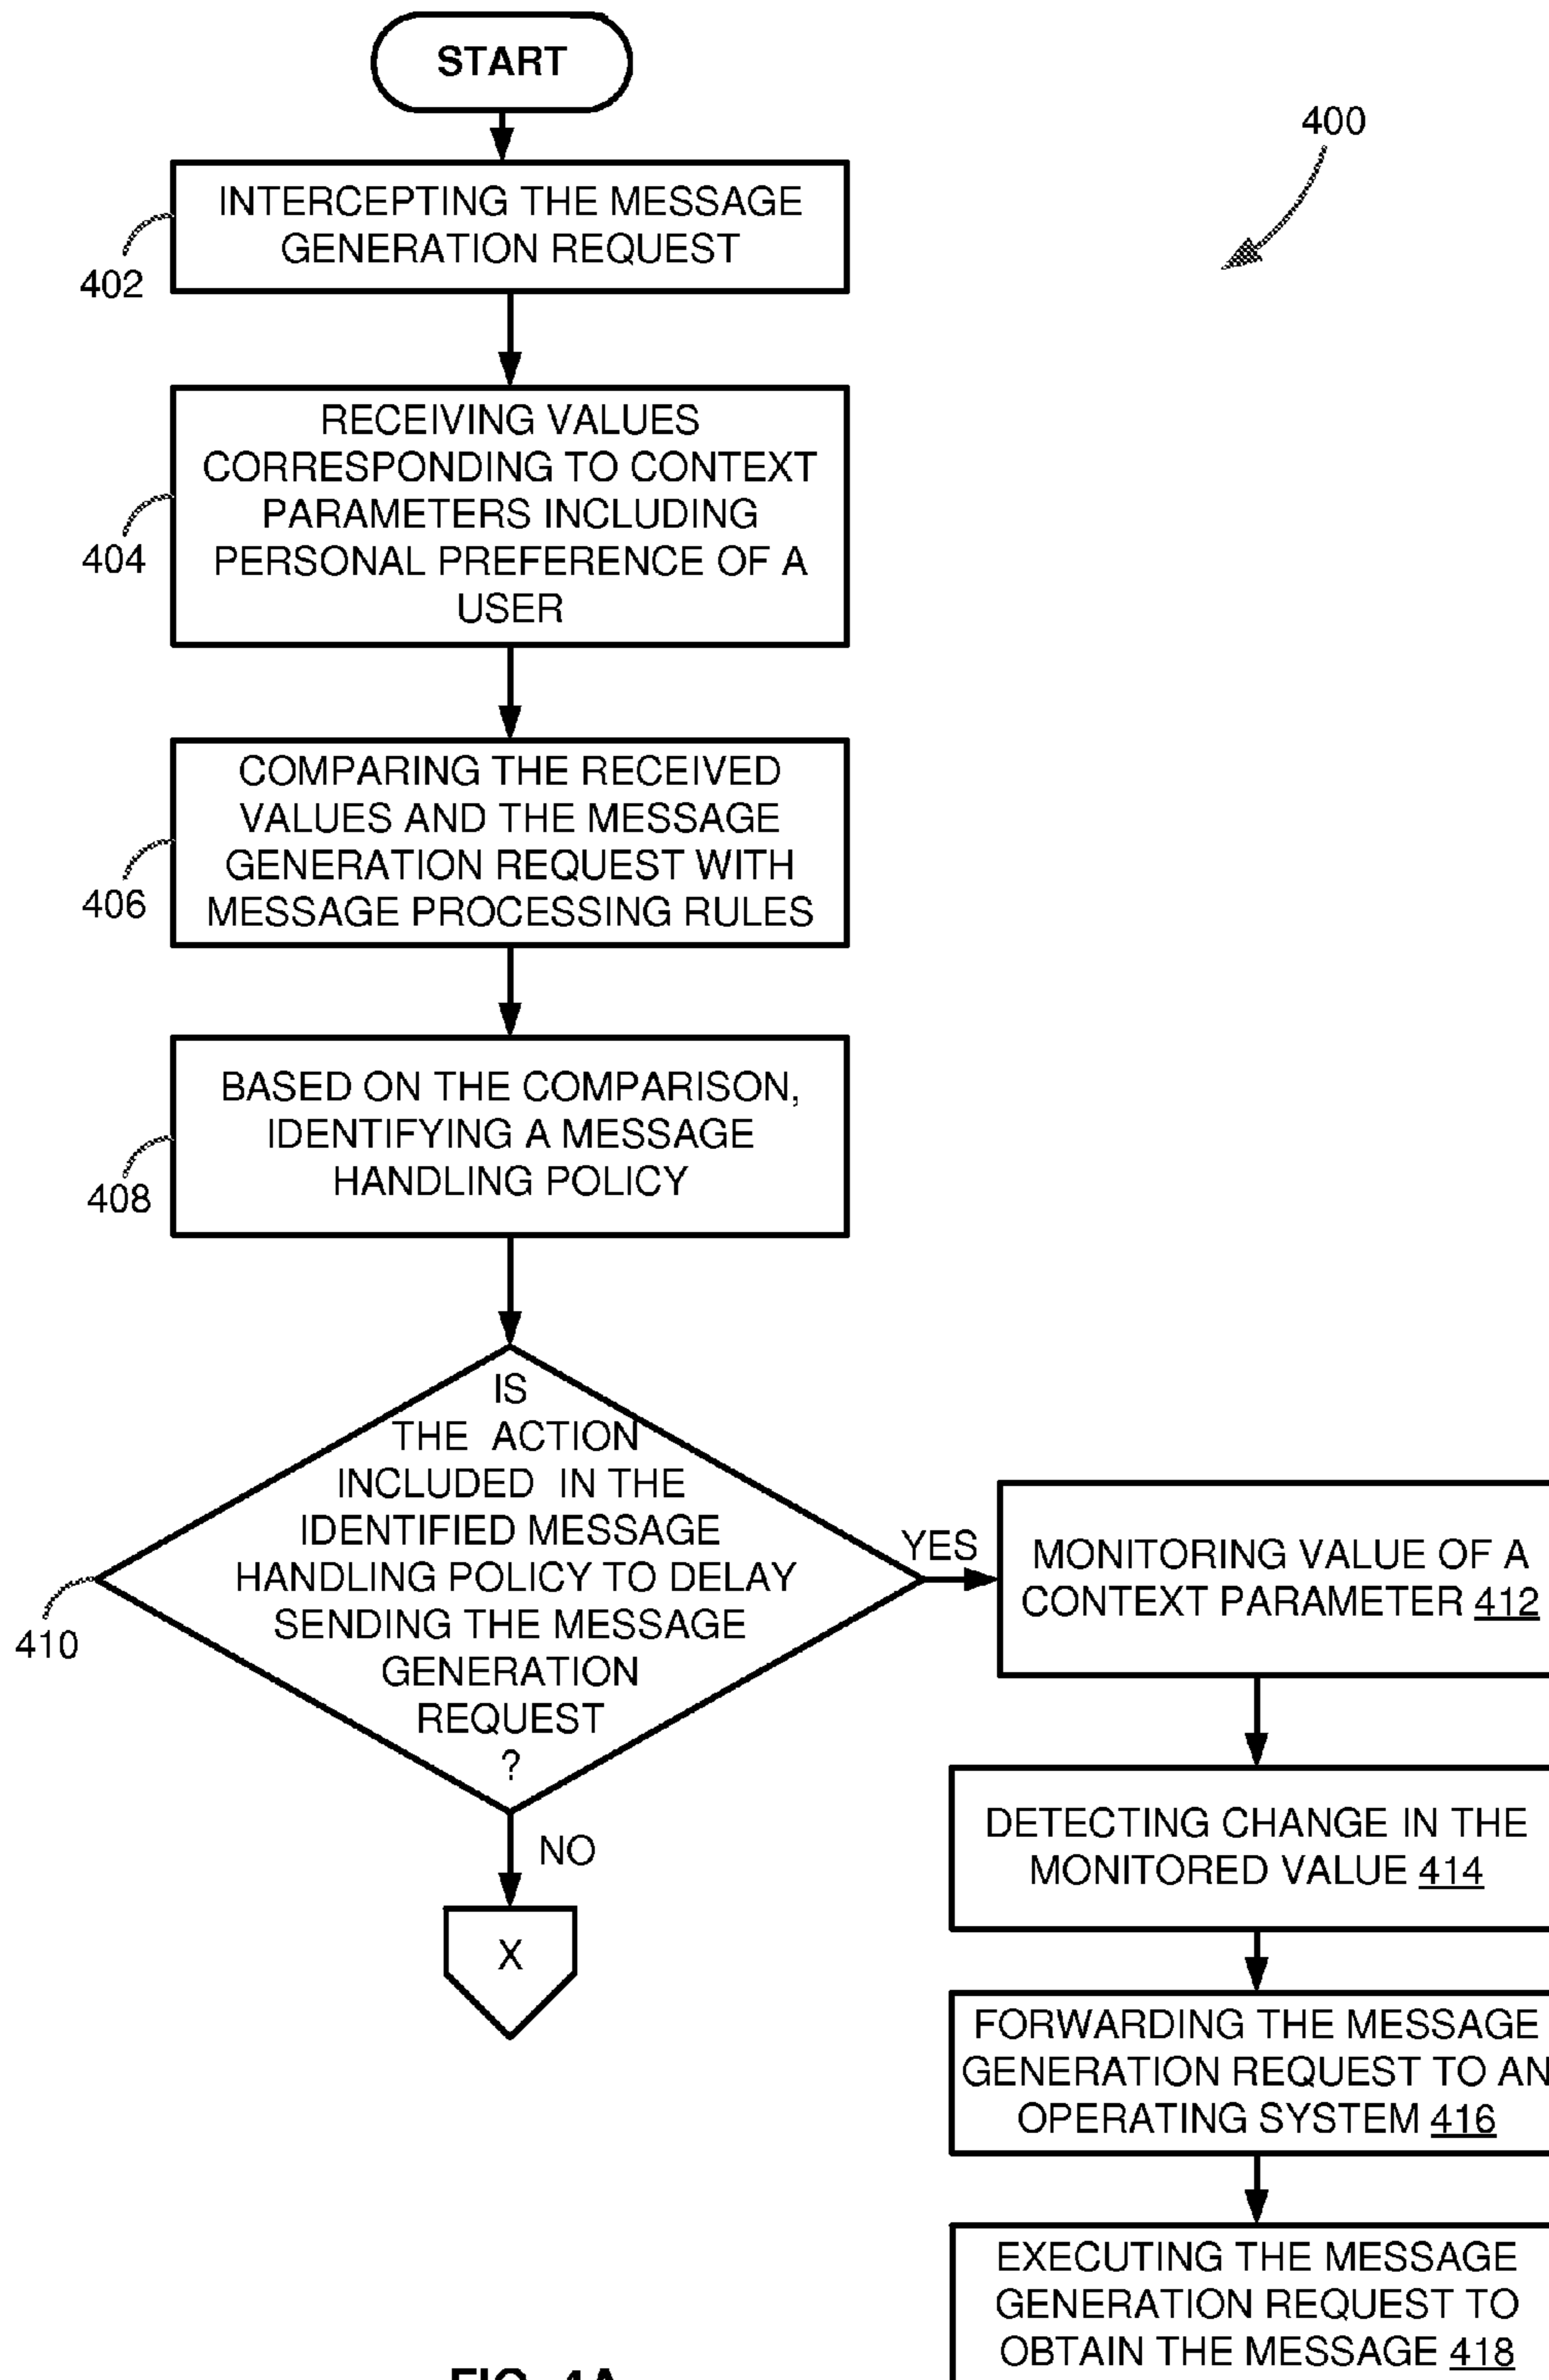 START
400
INTERCEPTING THE MESSAGE
GENERATION REQUEST
402
RECEIVING VALUES
CORRESPONDING TO CONTEXT
PARAMETERS INCLUDING
PERSONAL PREFERENCE OF A
USER
404
COMPARING THE RECEIVED
VALUES AND THE MESSAGE
GENERATION REQUEST WITH
MESSAGE PROCESSING RULES
406
BASED ON THE COMPARISON,
IDENTIFYING A MESSAGE
HANDLING POLICY
408
IS
THE ACTION
INCLUDED IN THE
IDENTIFIED MESSAGE
HANDLING POLICY TO DELAY
SENDING THE MESSAGE
GENERATION
REQUEST
?
410
YES
NO
X
MONITORING VALUE OF A
CONTEXT PARAMETER 412
DETECTING CHANGE IN THE
MONITORED VALUE 414
FORWARDING THE MESSAGE
GENERATION REQUEST TO AN
OPERATING SYSTEM 416
EXECUTING THE MESSAGE
GENERATION REQUEST TO
OBTAIN THE MESSAGE 418
FIG. 4A